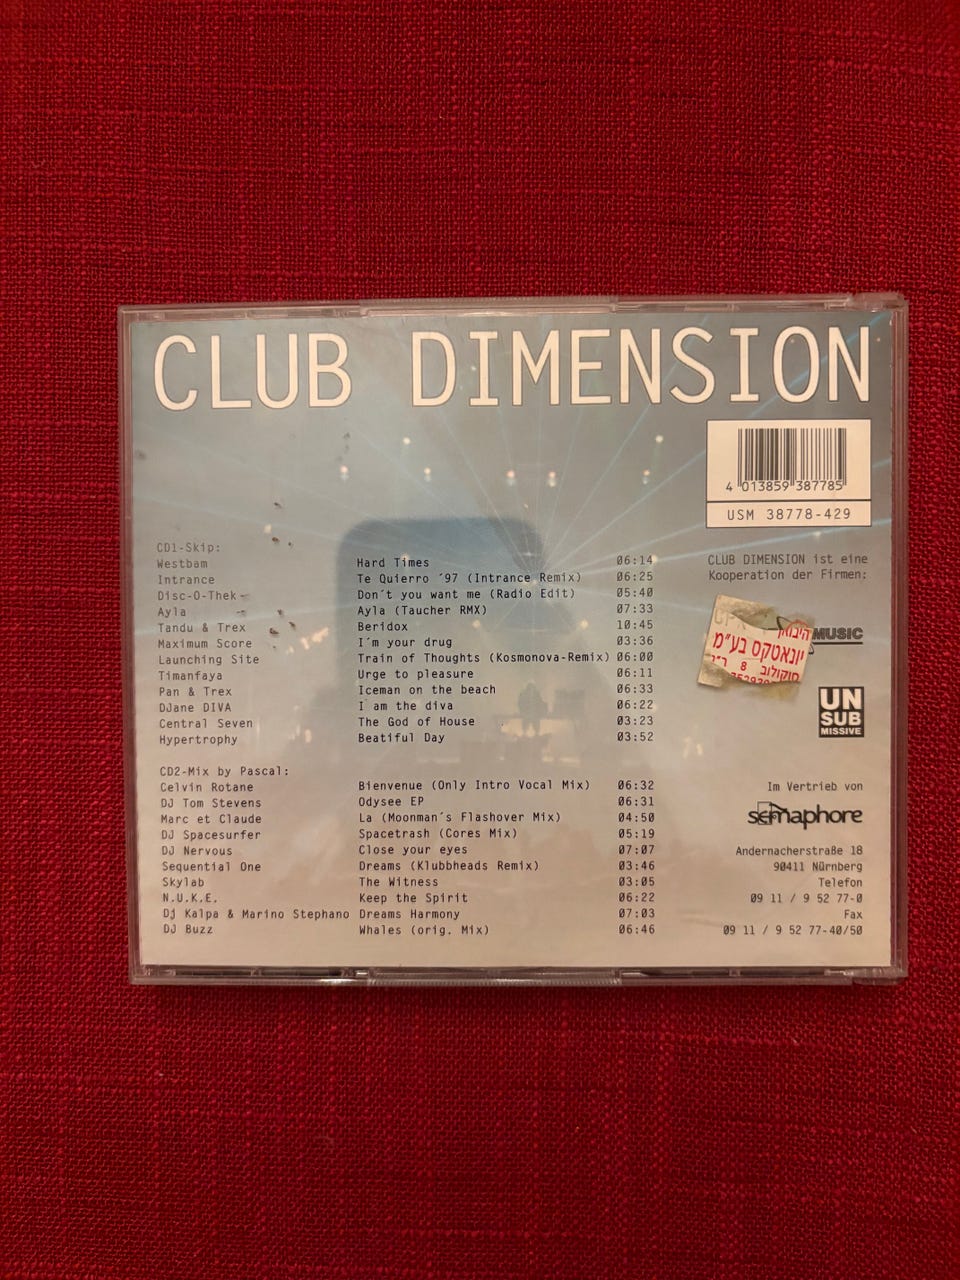 CLUB DIMENSION
4 013859 387785
USM 38778-429
CD1-Skip:
Westbam Hard Times 06:14
Intrance Te Quierro ´97 (Intrance Remix) 06:25
Disc-O-Thek Don´t you want me (Radio Edit) 05:40
Ayla Ayla (Taucher RMX) 07:33
Tandu & Trex Beridox 10:45
Maximum Score I´m your drug 03:36
Launching Site Train of Thoughts (Kosmonova-Remix) 06:00
Timanfaya Urge to pleasure 06:11
Pan & Trex Iceman on the beach 06:33
DJane DIVA I am the diva 06:22
Central Seven The God of House 03:23
Hypertrophy Beatiful Day 03:52
CD2-Mix by Pascal:
Celvin Rotane Bienvenue (Only Intro Vocal Mix) 06:32
DJ Tom Stevens Odysee EP 06:31
Marc et Claude La (Moonman´s Flashover Mix) 04:50
DJ Spacesurfer Spacetrash (Cores Mix) 05:19
DJ Nervous Close your eyes 07:07
Sequential One Dreams (Klubbheads Remix) 03:46
Skylab The Witness 03:05
N.U.K.E. Keep the Spirit 06:22
Dj Kalpa & Marino Stephano Dreams Harmony 07:03
DJ Buzz Whales (orig. Mix) 06:46
CLUB DIMENSION ist eine
Kooperation der Firmen:
MUSIC
היבואן
יונאטקס בע"מ
סוקולוב 8
UN
SUB
MISSIVE
Im Vertrieb von
semaphore
Andernacherstraße 18
90411 Nürnberg
Telefon
09 11 / 9 52 77-0
Fax
09 11 / 9 52 77-40/50